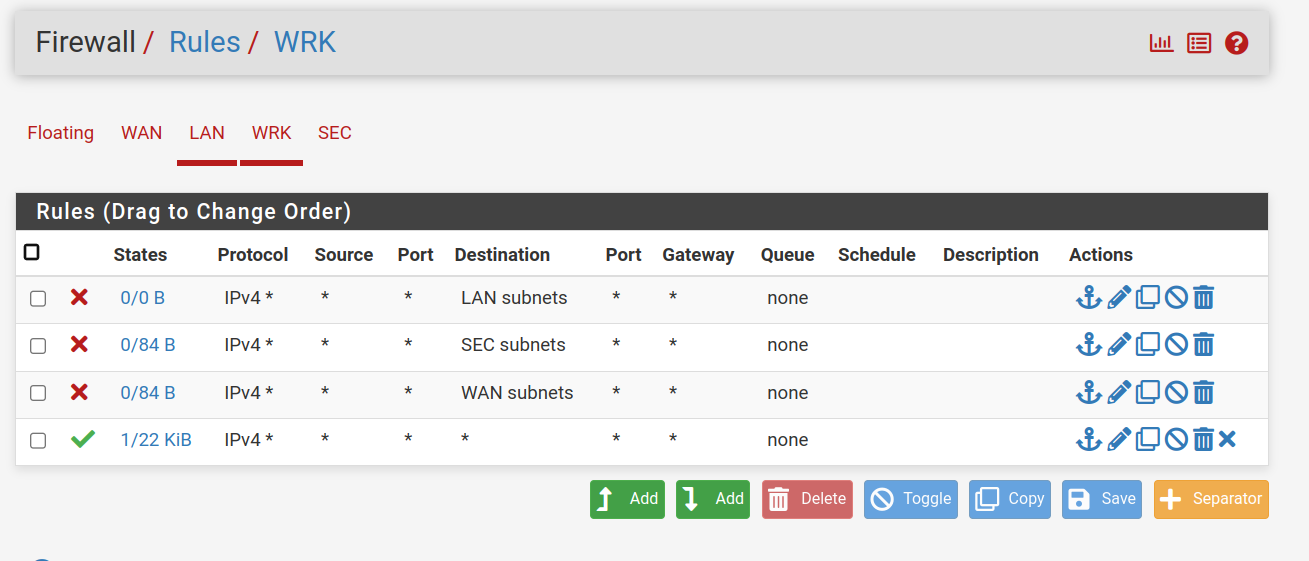 Firewall / Rules / WRK
Floating WAN LAN WRK SEC
Rules (Drag to Change Order)
States Protocol Source Port Destination Port Gateway Queue Schedule Description Actions
0/0 B IPv4 * * * LAN subnets * * none
0/84 B IPv4 * * * SEC subnets * * none
0/84 B IPv4 * * * WAN subnets * * none
1/22 KiB IPv4 * * * * * * none
Add Add Delete Toggle Copy Save Separator